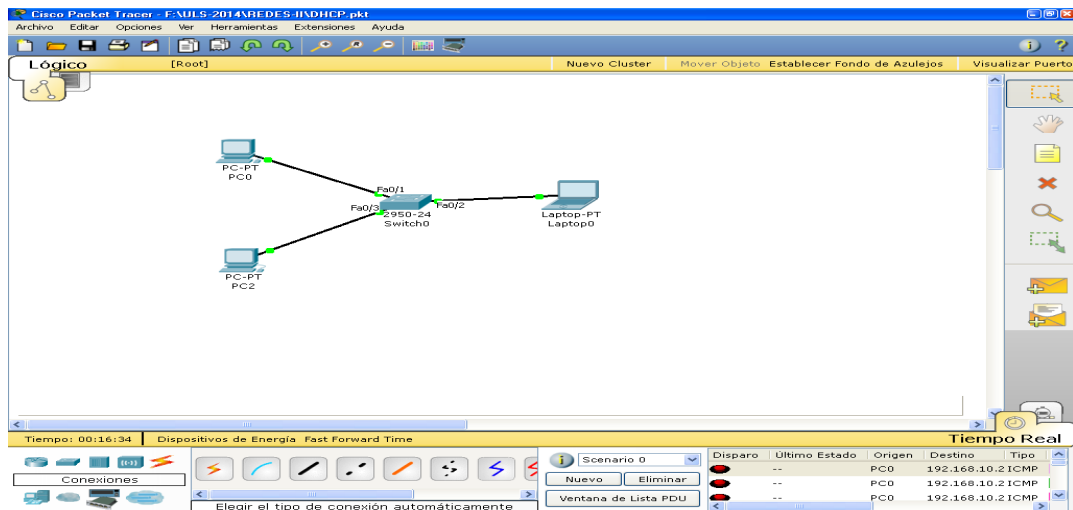 Cisco Packet Tracer - F:\ULS-2014\REDES-II\DHCP.pkt
Archivo Editar Opciones Ver Herramientas Extensiones Ayuda
Lógico [Root] Nuevo Cluster Mover Objeto Establecer Fondo de Azulejos Visualizar Puerto
PC-PT
PC0
Fa0/1
Fa0/3
Fa0/2
2950-24
Switch0
Laptop-PT
Laptop0
PC-PT
PC2
Tiempo: 00:16:34 Dispositivos de Energía Fast Forward Time Tiempo Real
Conexiones
Elegir el tipo de conexión automáticamente
Scenario 0
Nuevo Eliminar
Ventana de Lista PDU
Disparo Último Estado Origen Destino Tipo
-- PC0 192.168.10.2 ICMP
-- PC0 192.168.10.2 ICMP
-- PC0 192.168.10.2 ICMP